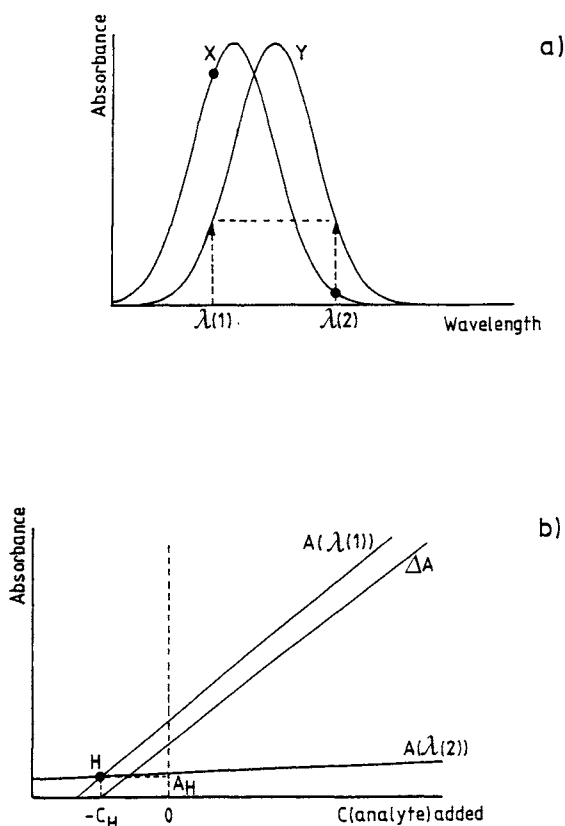 a)
Absorbance
X
Y
λ(1)
λ(2)
Wavelength
b)
Absorbance
A(λ(1))
ΔA
H
A(λ(2))
A_H
-C_H
0
C(analyte)added